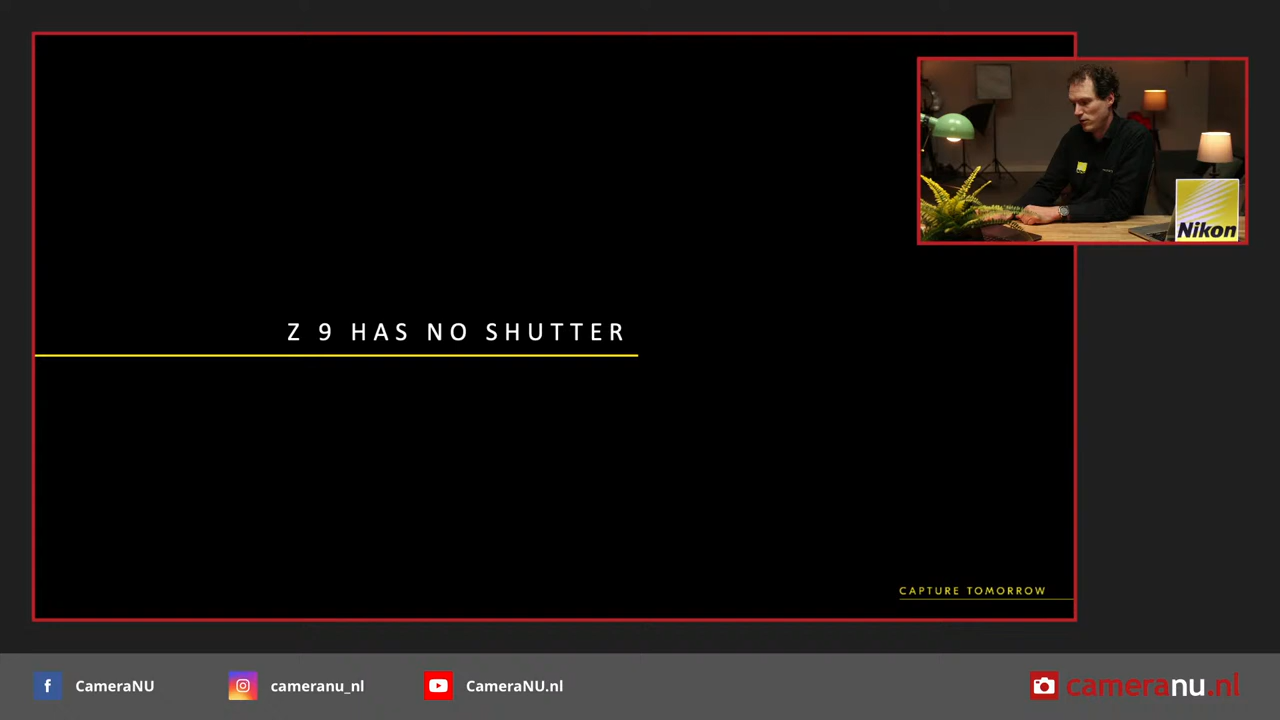 Z 9 HAS NO SHUTTER
Nikon
CAPTURE TOMORROW
CameraNU
cameranu_nl
CameraNU.nl
cameranu.nl